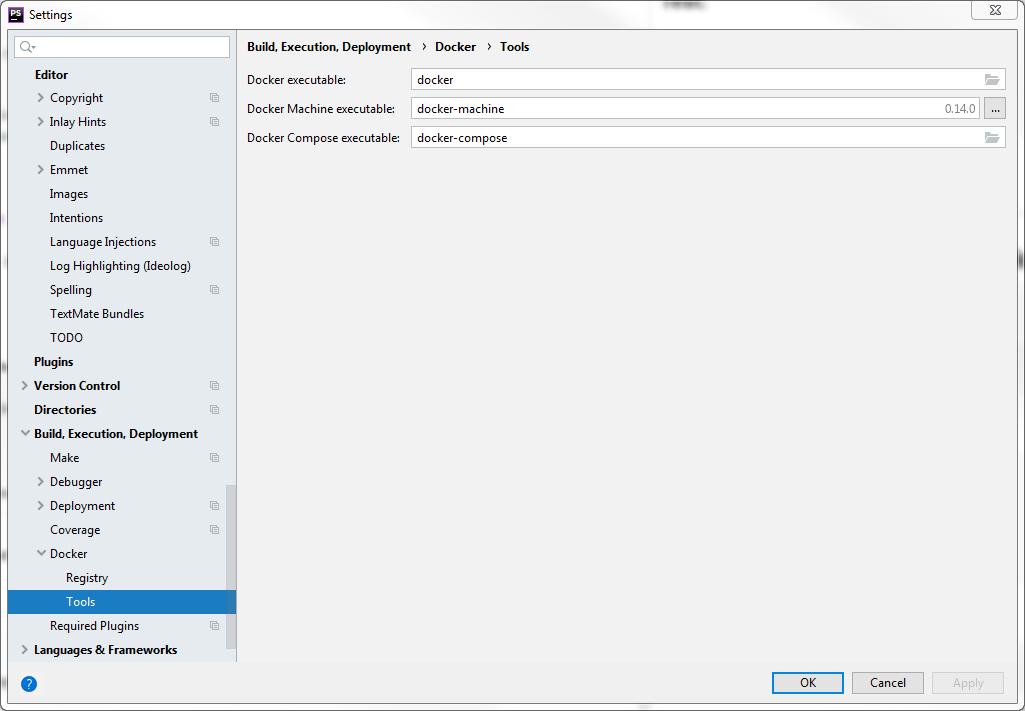 PS Settings
Build, Execution, Deployment › Docker › Tools
Docker executable: docker
Docker Machine executable: docker-machine 0.14.0 ...
Docker Compose executable: docker-compose
Editor
Copyright
Inlay Hints
Duplicates
Emmet
Images
Intentions
Language Injections
Log Highlighting (Ideolog)
Spelling
TextMate Bundles
TODO
Plugins
Version Control
Directories
Build, Execution, Deployment
Make
Debugger
Deployment
Coverage
Docker
Registry
Tools
Required Plugins
Languages & Frameworks
?
OK Cancel Apply